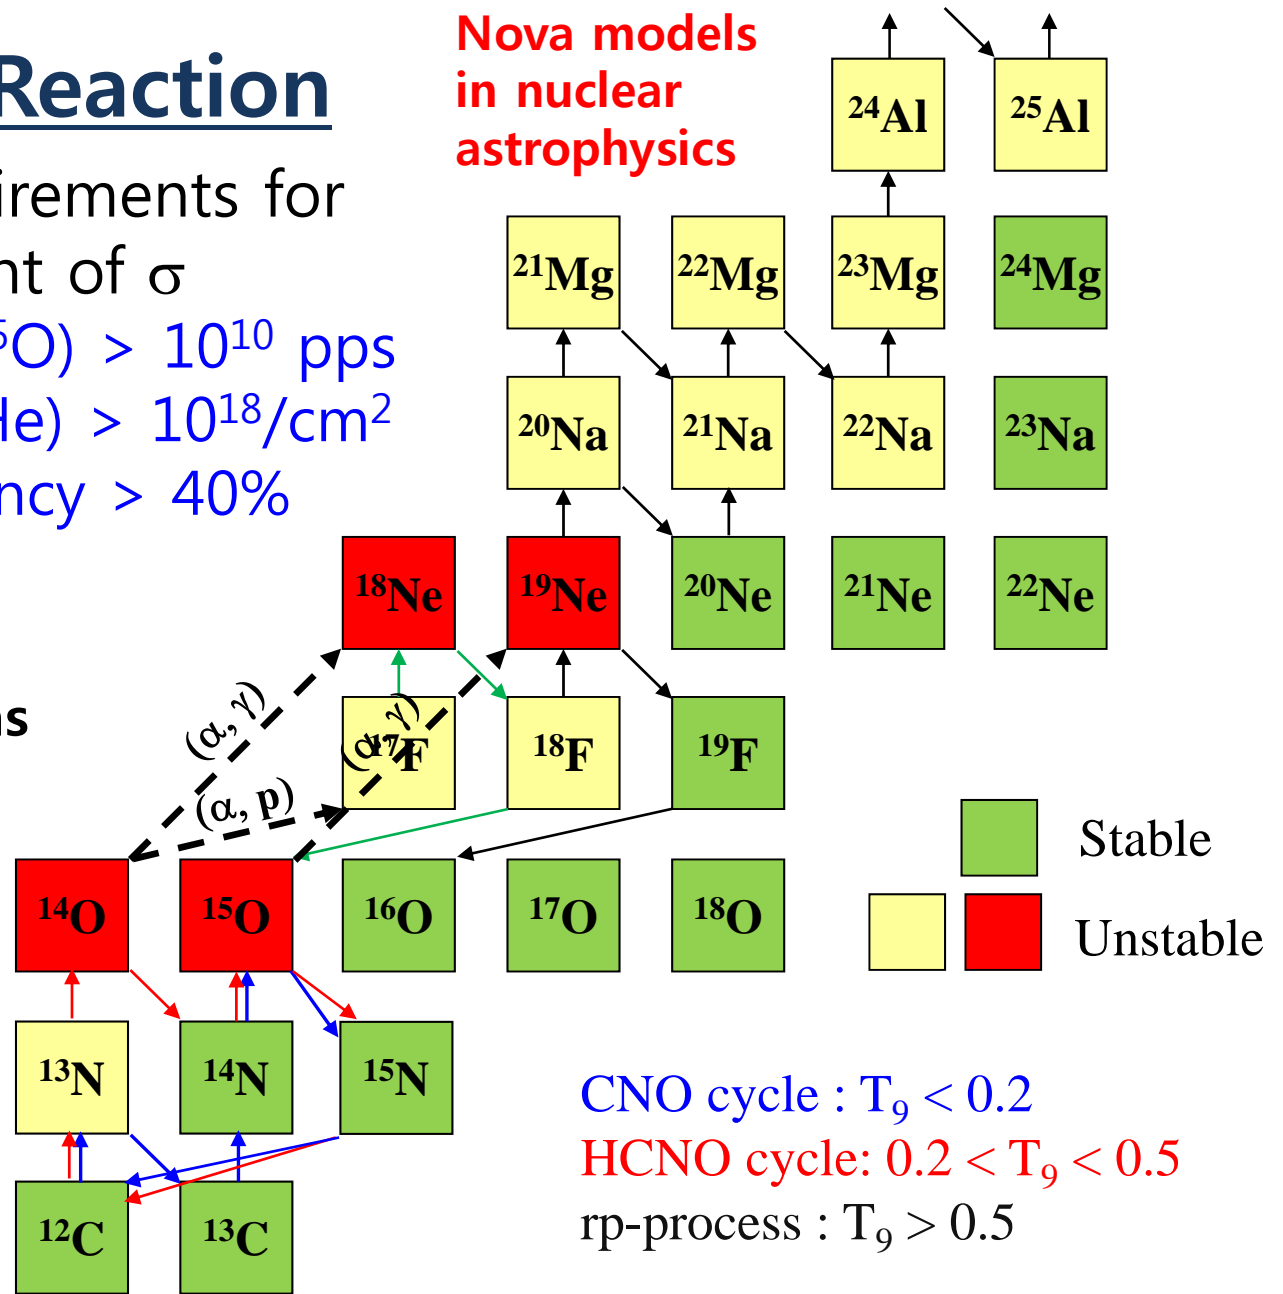 Reaction
Nova models
in nuclear
astrophysics
irements for
nt of σ
⁵O) > 10¹⁰ pps
He) > 10¹⁸/cm²
ncy > 40%
ns
²⁴Al ²⁵Al
²¹Mg ²²Mg ²³Mg ²⁴Mg
²⁰Na ²¹Na ²²Na ²³Na
¹⁸Ne ¹⁹Ne ²⁰Ne ²¹Ne ²²Ne
(α, γ) (α, γ)
¹⁷F ¹⁸F ¹⁹F
(α, p)
¹⁴O ¹⁵O ¹⁶O ¹⁷O ¹⁸O
¹³N ¹⁴N ¹⁵N
¹²C ¹³C
Stable
Unstable
CNO cycle : T₉ < 0.2
HCNO cycle: 0.2 < T₉ < 0.5
rp-process : T₉ > 0.5